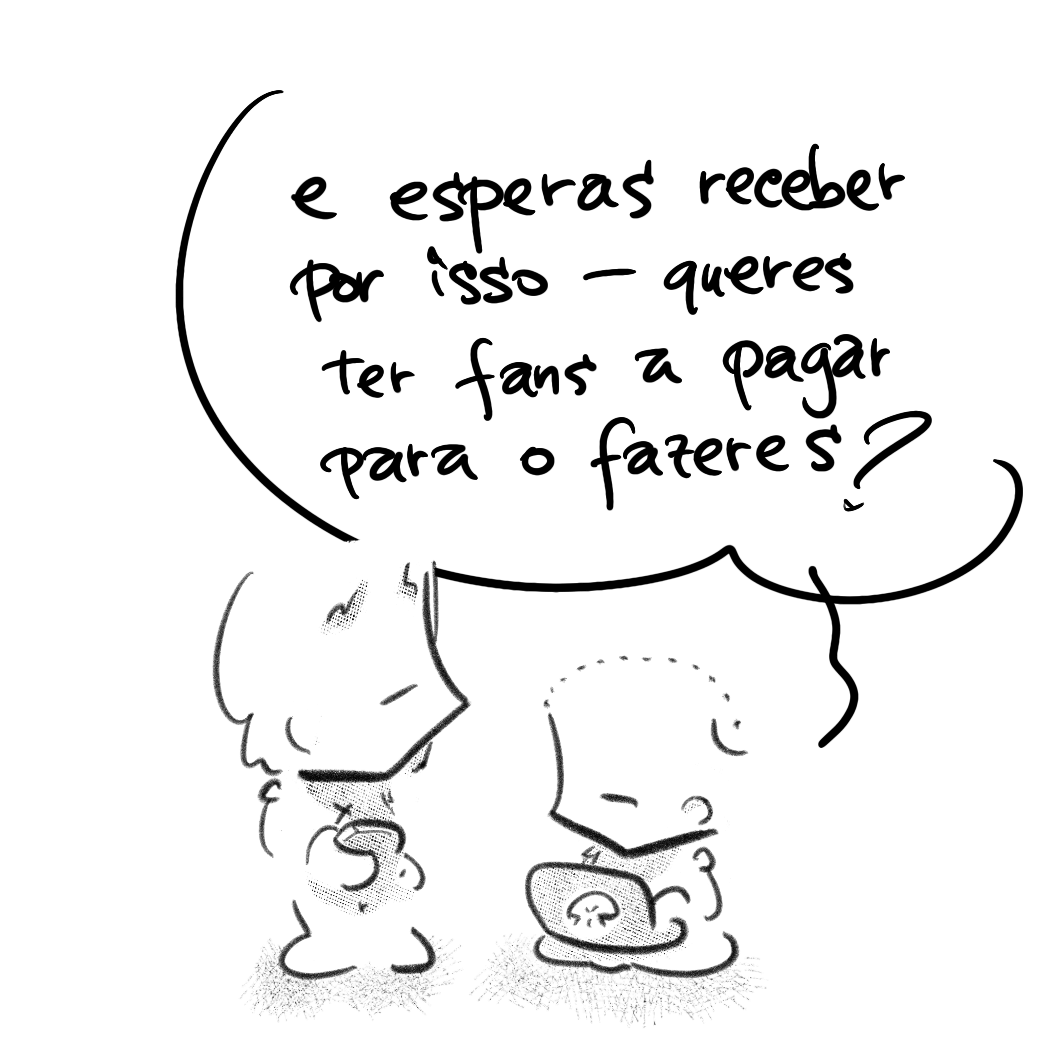 e esperas receber
por isso — queres
ter fans a pagar
para o fazeres?